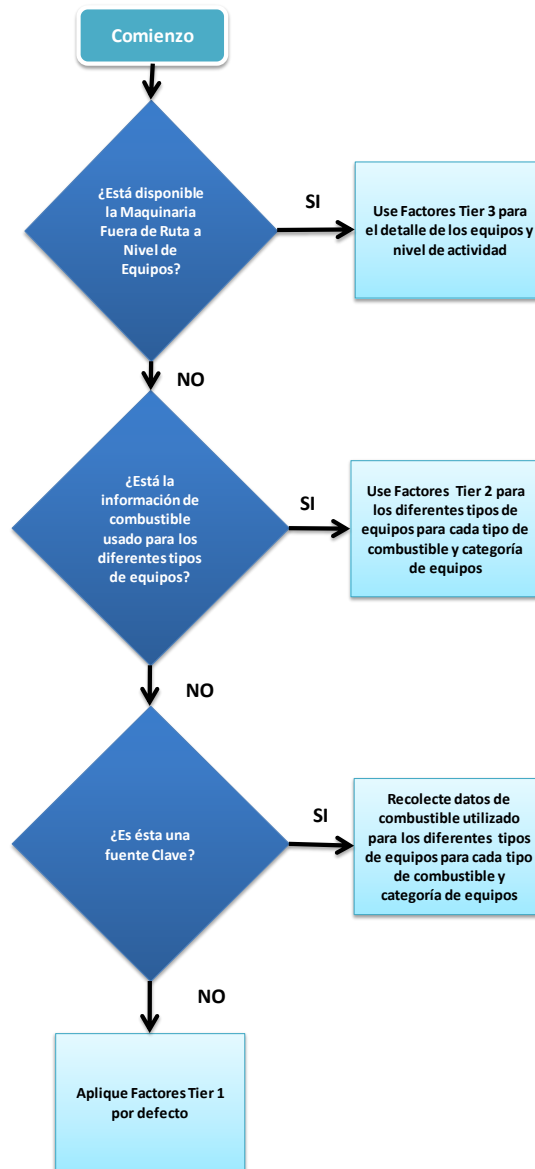 Comienzo
¿Está disponible
la Maquinaria
Fuera de Ruta a
Nivel de
Equipos?
SI
Use Factores Tier 3 para
el detalle de los equipos y
nivel de actividad
NO
¿Está la
información de
combustible
usado para los
diferentes tipos
de equipos?
SI
Use Factores Tier 2 para
los diferentes tipos de
equipos para cada tipo de
combustible y categoría
de equipos
NO
¿Es ésta una
fuente Clave?
SI
Recolecte datos de
combustible utilizado
para los diferentes tipos
de equipos para cada tipo
de combustible y
categoría de equipos
NO
Aplique Factores Tier 1
por defecto